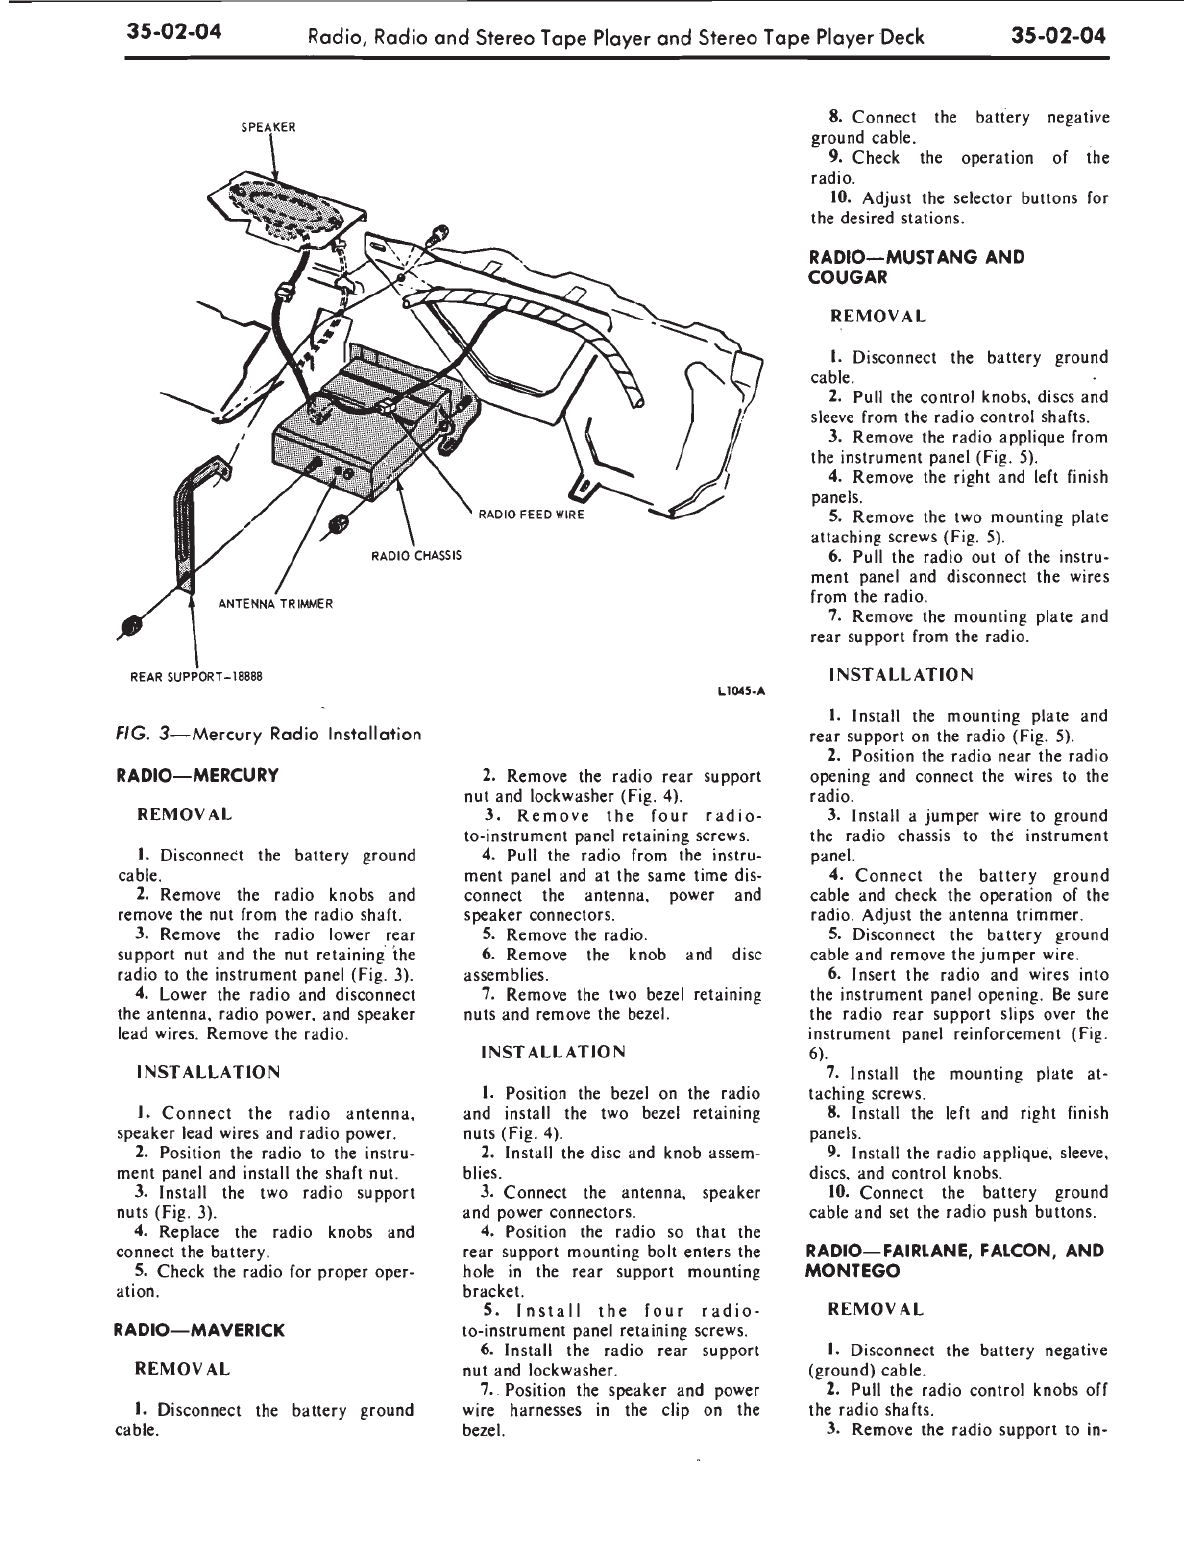 35-02-04
Radio, Radio and Stereo Tape Player and Stereo Tape Player Deck
35-02-04
SPEAKER
RADIO FEED WIRE
RADIO CHASSIS
ANTENNA TRIMMER
REAR SUPPORT-18888
L1045-A
FIG. 3—Mercury Radio Installation
RADIO—MERCURY
REMOVAL
1. Disconnect the battery ground
cable.
2. Remove the radio knobs and
remove the nut from the radio shaft.
3. Remove the radio lower rear
support nut and the nut retaining the
radio to the instrument panel (Fig. 3).
4. Lower the radio and disconnect
the antenna, radio power, and speaker
lead wires. Remove the radio.
INSTALLATION
1. Connect the radio antenna,
speaker lead wires and radio power.
2. Position the radio to the instru-
ment panel and install the shaft nut.
3. Install the two radio support
nuts (Fig. 3).
4. Replace the radio knobs and
connect the battery.
5. Check the radio for proper oper-
ation.
RADIO—MAVERICK
REMOVAL
1. Disconnect the battery ground
cable.
2. Remove the radio rear support
nut and lockwasher (Fig. 4).
3. Remove the four radio-
to-instrument panel retaining screws.
4. Pull the radio from the instru-
ment panel and at the same time dis-
connect the antenna, power and
speaker connectors.
5. Remove the radio.
6. Remove the knob and disc
assemblies.
7. Remove the two bezel retaining
nuts and remove the bezel.
INSTALLATION
1. Position the bezel on the radio
and install the two bezel retaining
nuts (Fig. 4).
2. Install the disc and knob assem-
blies.
3. Connect the antenna, speaker
and power connectors.
4. Position the radio so that the
rear support mounting bolt enters the
hole in the rear support mounting
bracket.
5. Install the four radio-
to-instrument panel retaining screws.
6. Install the radio rear support
nut and lockwasher.
7. Position the speaker and power
wire harnesses in the clip on the
bezel.
8. Connect the battery negative
ground cable.
9. Check the operation of the
radio.
10. Adjust the selector buttons for
the desired stations.
RADIO—MUSTANG AND
COUGAR
REMOVAL
1. Disconnect the battery ground
cable.
2. Pull the control knobs, discs and
sleeve from the radio control shafts.
3. Remove the radio applique from
the instrument panel (Fig. 5).
4. Remove the right and left finish
panels.
5. Remove the two mounting plate
attaching screws (Fig. 5).
6. Pull the radio out of the instru-
ment panel and disconnect the wires
from the radio.
7. Remove the mounting plate and
rear support from the radio.
INSTALLATION
1. Install the mounting plate and
rear support on the radio (Fig. 5).
2. Position the radio near the radio
opening and connect the wires to the
radio.
3. Install a jumper wire to ground
the radio chassis to the instrument
panel.
4. Connect the battery ground
cable and check the operation of the
radio. Adjust the antenna trimmer.
5. Disconnect the battery ground
cable and remove the jumper wire.
6. Insert the radio and wires into
the instrument panel opening. Be sure
the radio rear support slips over the
instrument panel reinforcement (Fig.
6).
7. Install the mounting plate at-
taching screws.
8. Install the left and right finish
panels.
9. Install the radio applique, sleeve,
discs, and control knobs.
10. Connect the battery ground
cable and set the radio push buttons.
RADIO—FAIRLANE, FALCON, AND
MONTEGO
REMOVAL
1. Disconnect the battery negative
(ground) cable.
2. Pull the radio control knobs off
the radio shafts.
3. Remove the radio support to in-